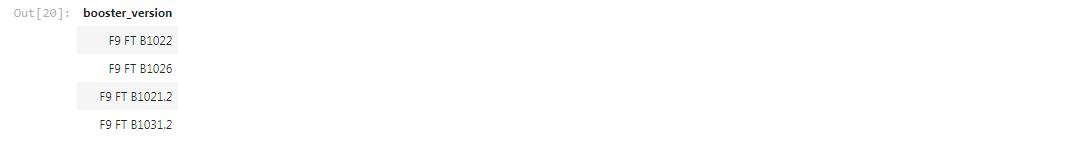 Out[20]: booster_version
F9 FT B1022
F9 FT B1026
F9 FT B1021.2
F9 FT B1031.2